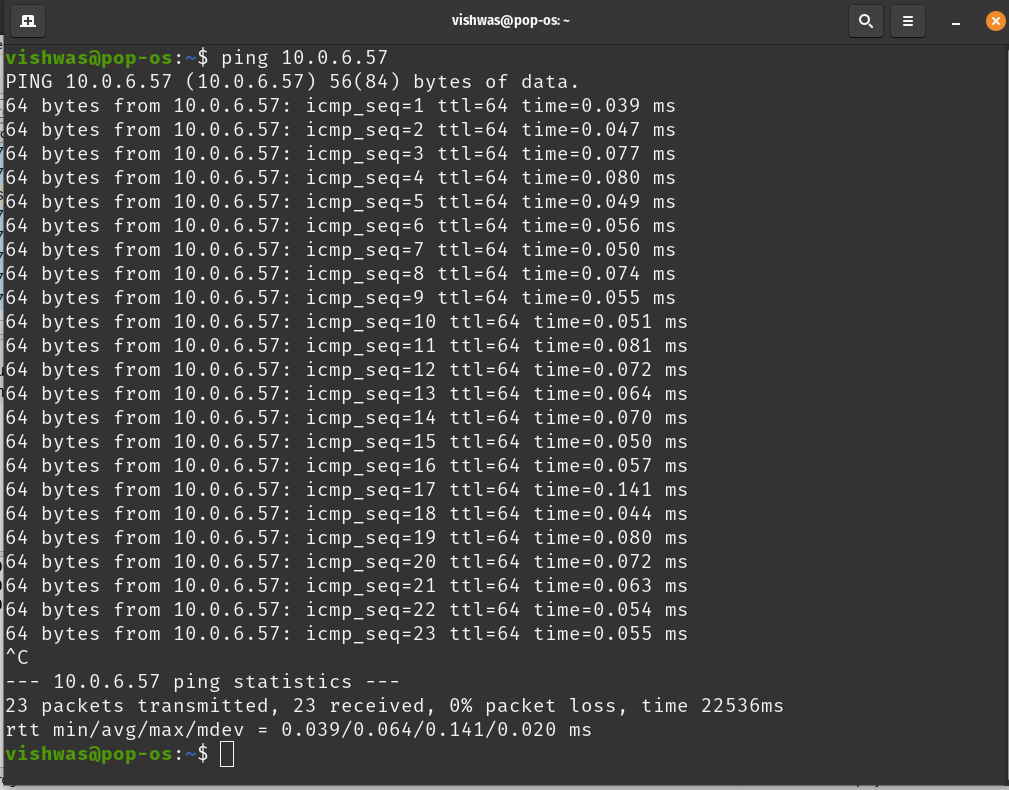 vishwas@pop-os: ~
vishwas@pop-os:~$ ping 10.0.6.57
PING 10.0.6.57 (10.0.6.57) 56(84) bytes of data.
64 bytes from 10.0.6.57: icmp_seq=1 ttl=64 time=0.039 ms
64 bytes from 10.0.6.57: icmp_seq=2 ttl=64 time=0.047 ms
64 bytes from 10.0.6.57: icmp_seq=3 ttl=64 time=0.077 ms
64 bytes from 10.0.6.57: icmp_seq=4 ttl=64 time=0.080 ms
64 bytes from 10.0.6.57: icmp_seq=5 ttl=64 time=0.049 ms
64 bytes from 10.0.6.57: icmp_seq=6 ttl=64 time=0.056 ms
64 bytes from 10.0.6.57: icmp_seq=7 ttl=64 time=0.050 ms
64 bytes from 10.0.6.57: icmp_seq=8 ttl=64 time=0.074 ms
64 bytes from 10.0.6.57: icmp_seq=9 ttl=64 time=0.055 ms
64 bytes from 10.0.6.57: icmp_seq=10 ttl=64 time=0.051 ms
64 bytes from 10.0.6.57: icmp_seq=11 ttl=64 time=0.081 ms
64 bytes from 10.0.6.57: icmp_seq=12 ttl=64 time=0.072 ms
64 bytes from 10.0.6.57: icmp_seq=13 ttl=64 time=0.064 ms
64 bytes from 10.0.6.57: icmp_seq=14 ttl=64 time=0.070 ms
64 bytes from 10.0.6.57: icmp_seq=15 ttl=64 time=0.050 ms
64 bytes from 10.0.6.57: icmp_seq=16 ttl=64 time=0.057 ms
64 bytes from 10.0.6.57: icmp_seq=17 ttl=64 time=0.141 ms
64 bytes from 10.0.6.57: icmp_seq=18 ttl=64 time=0.044 ms
64 bytes from 10.0.6.57: icmp_seq=19 ttl=64 time=0.080 ms
64 bytes from 10.0.6.57: icmp_seq=20 ttl=64 time=0.072 ms
64 bytes from 10.0.6.57: icmp_seq=21 ttl=64 time=0.063 ms
64 bytes from 10.0.6.57: icmp_seq=22 ttl=64 time=0.054 ms
64 bytes from 10.0.6.57: icmp_seq=23 ttl=64 time=0.055 ms
^C
--- 10.0.6.57 ping statistics ---
23 packets transmitted, 23 received, 0% packet loss, time 22536ms
rtt min/avg/max/mdev = 0.039/0.064/0.141/0.020 ms
vishwas@pop-os:~$